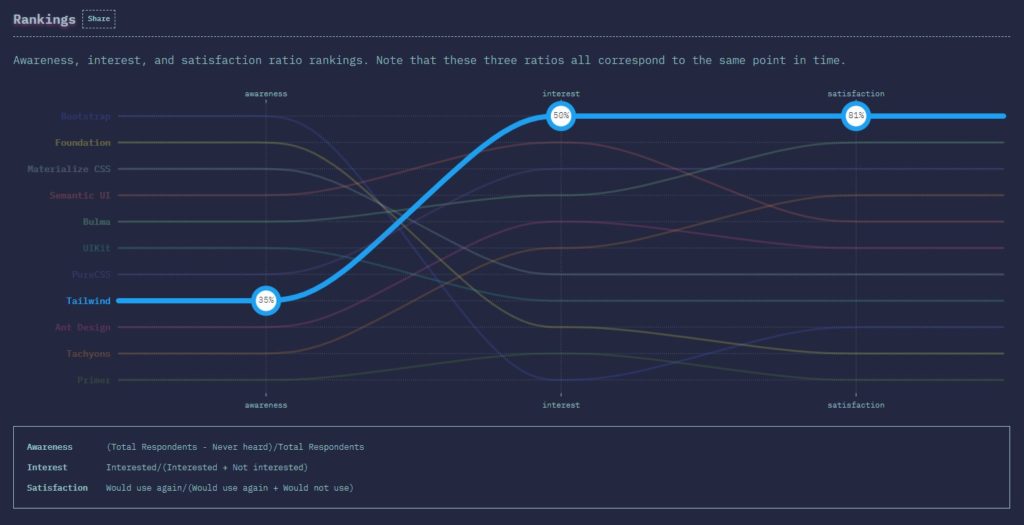 Rankings Share
Awareness, interest, and satisfaction ratio rankings. Note that these three ratios all correspond to the same point in time.
awareness interest satisfaction
Bootstrap 50% 81%
Foundation
Materialize CSS
Semantic UI
Bulma
UIKit
PureCSS
Tailwind 35%
Ant Design
Tachyons
Primer
awareness interest satisfaction
Awareness (Total Respondents - Never heard)/Total Respondents
Interest Interested/(Interested + Not interested)
Satisfaction Would use again/(Would use again + Would not use)